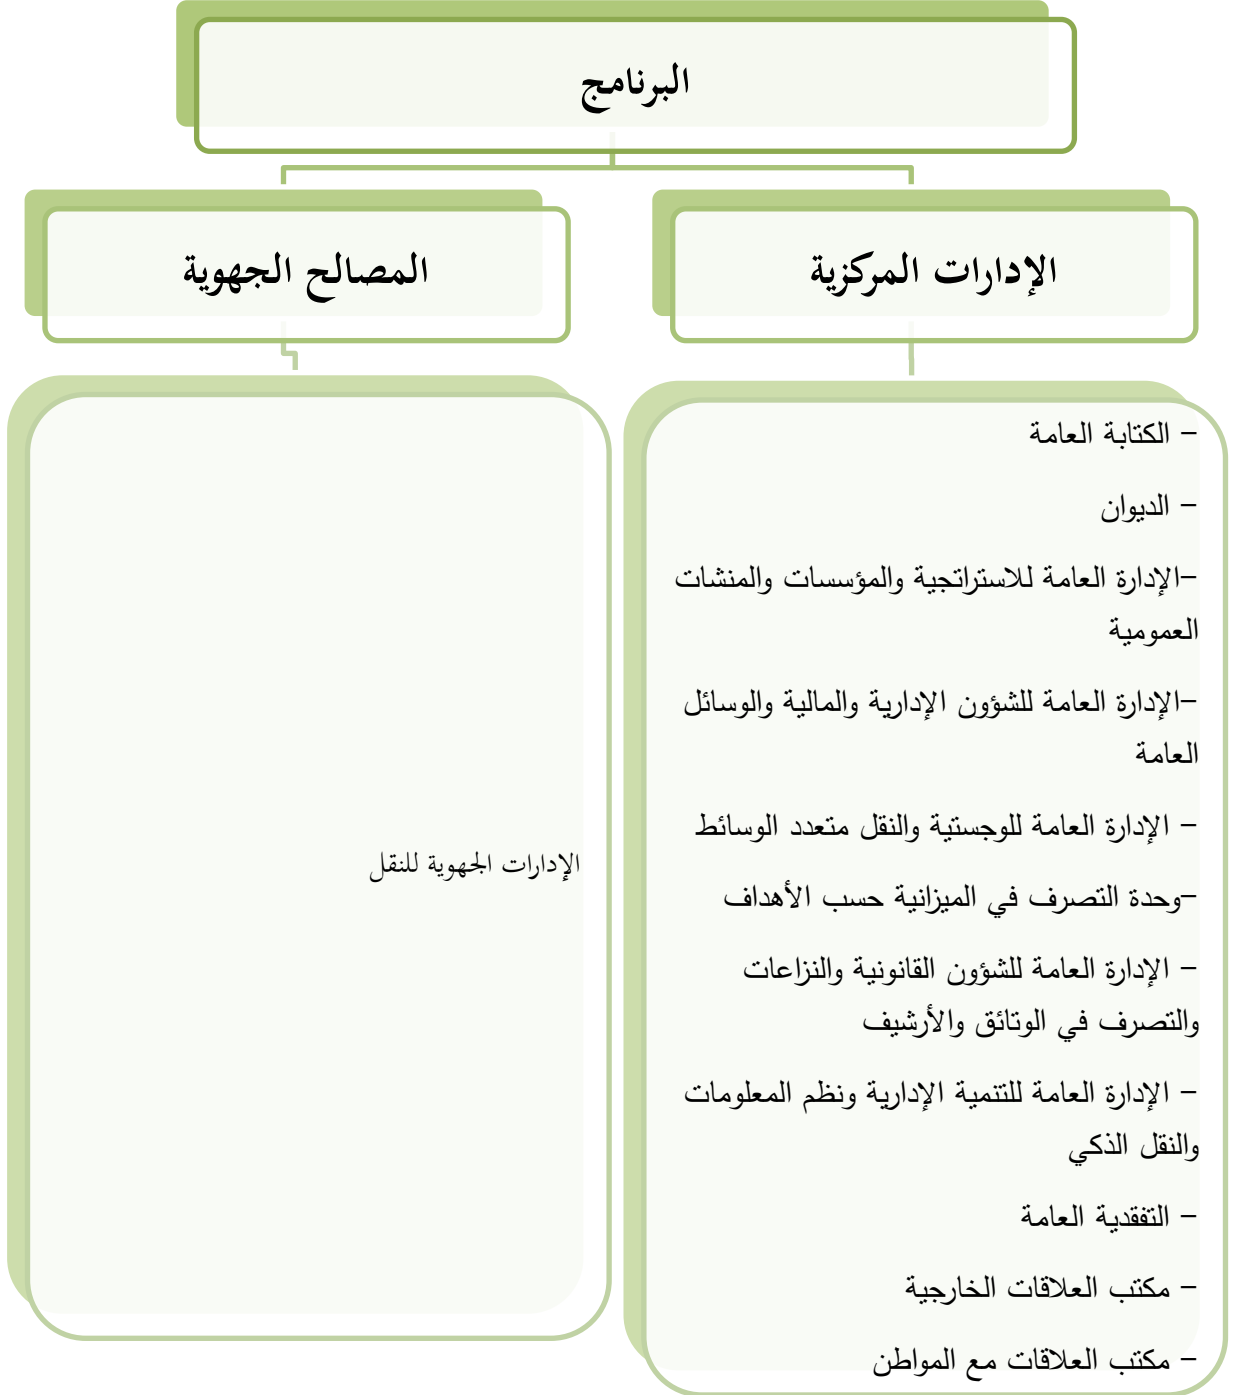 البرنامج
الإدارات المركزية
المصالح الجهوية
– الكتابة العامة
– الديوان
–الإدارة العامة للاستراتجية والمؤسسات والمنشات
العمومية
–الإدارة العامة للشؤون الإدارية والمالية والوسائل
العامة
– الإدارة العامة للوجستية والنقل متعدد الوسائط
–وحدة التصرف في الميزانية حسب الأهداف
– الإدارة العامة للشؤون القانونية والنزاعات
والتصرف في الوتائق والأرشيف
– الإدارة العامة للتنمية الإدارية ونظم المعلومات
والنقل الذكي
– التفقدية العامة
– مكتب العلاقات الخارجية
– مكتب العلاقات مع المواطن
الإدارات الجهوية للنقل